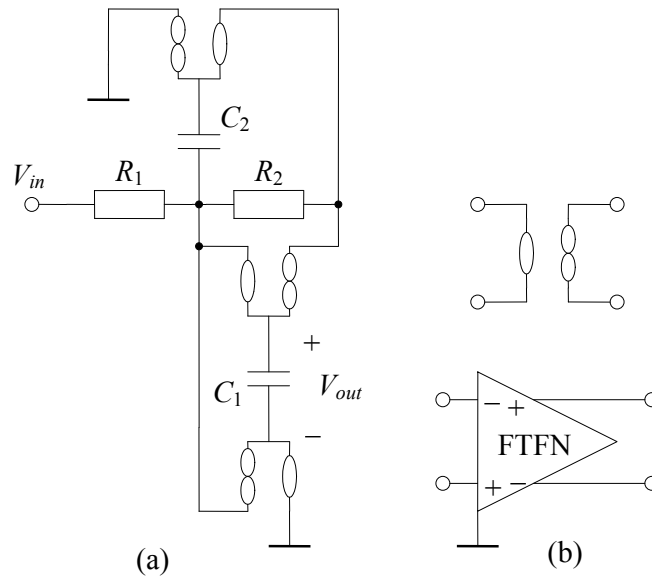 C2
Vin
R1
R2
+
C1
Vout
−
− +
FTFN
+ −
(a)
(b)